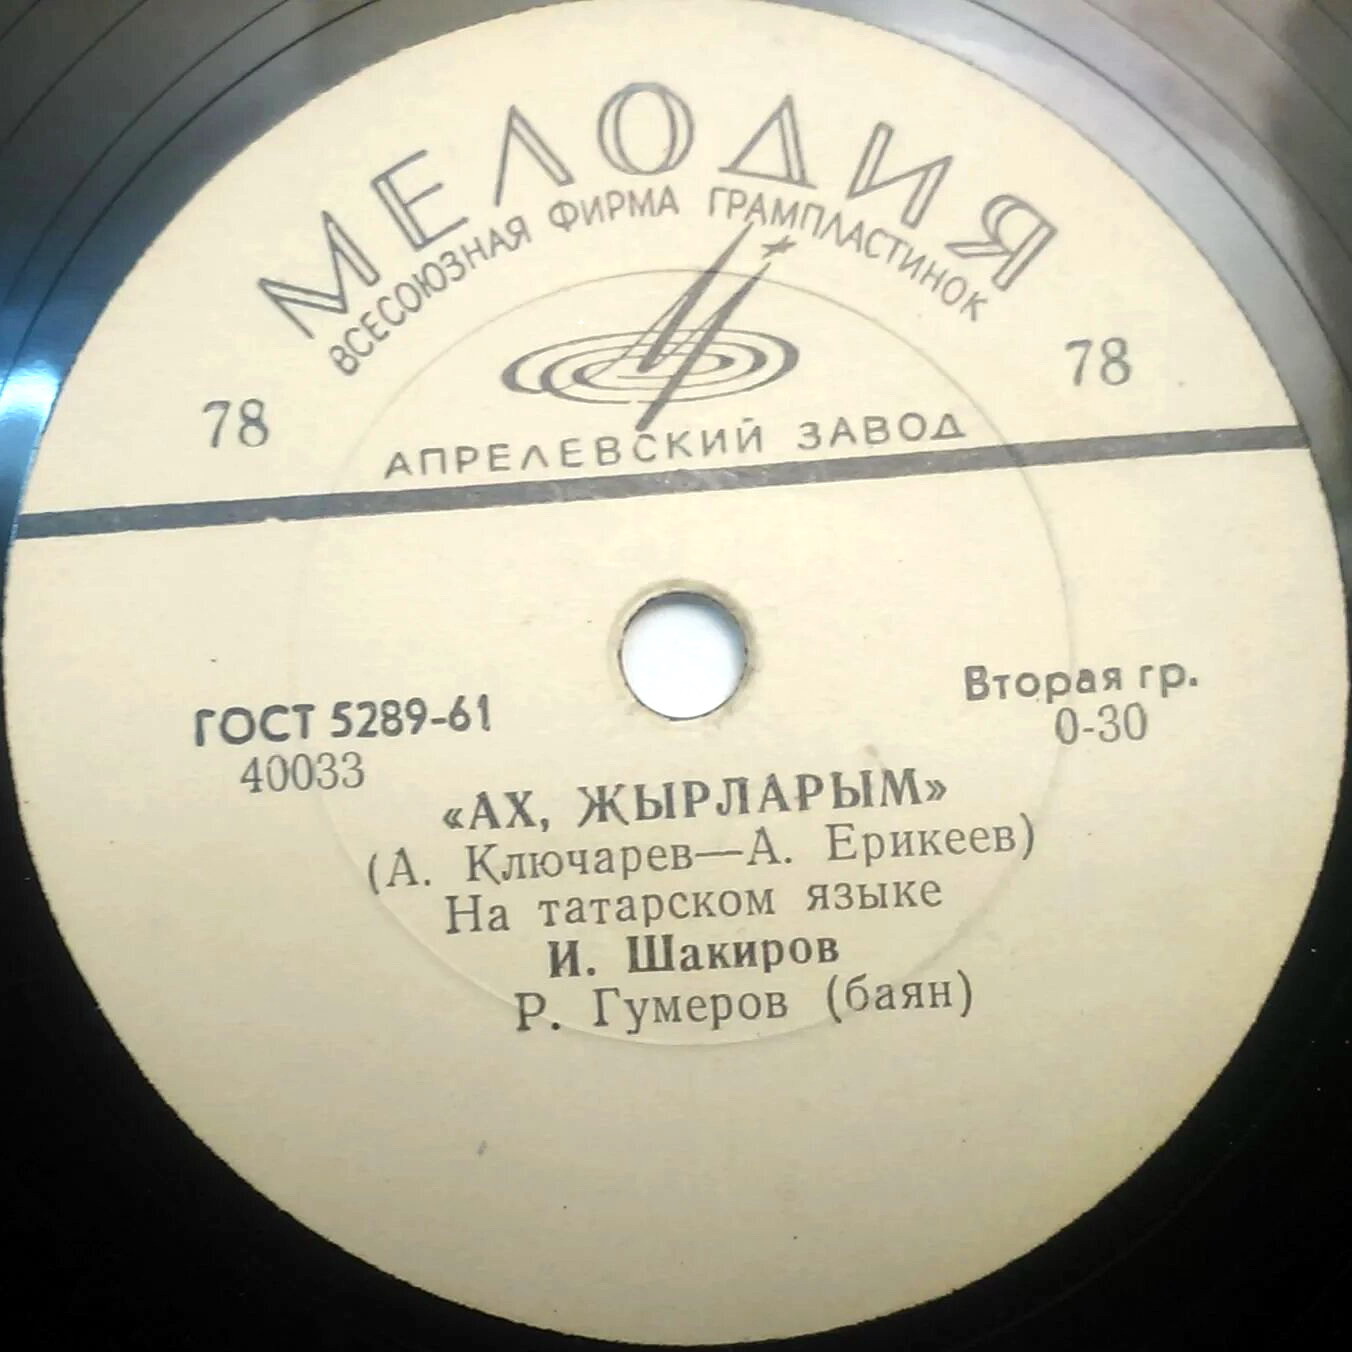 МЕЛОДИЯ
ВСЕСОЮЗНАЯ ФИРМА ГРАМПЛАСТИНОК
78
78
АПРЕЛЕВСКИЙ ЗАВОД
ГОСТ 5289-61
40033
Вторая гр.
0-30
«АХ, ҖЫРЛАРЫМ»
(А. Ключарев—А. Ерикеев)
На татарском языке
И. Шакиров
Р. Гумеров (баян)